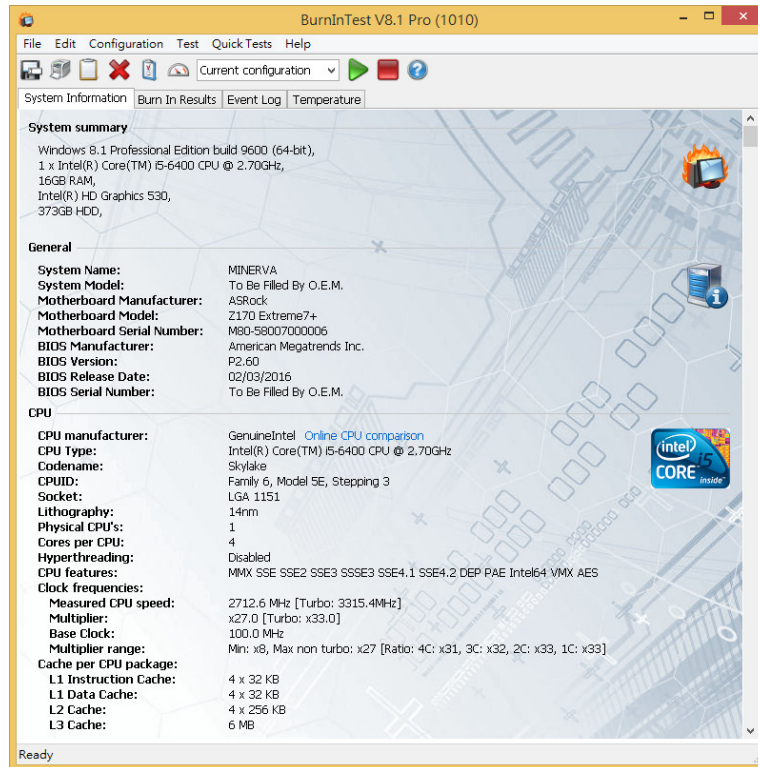 BurnInTest V8.1 Pro (1010)
File Edit Configuration Test Quick Tests Help
Current configuration
System Information Burn In Results Event Log Temperature
System summary
Windows 8.1 Professional Edition build 9600 (64-bit),
1 x Intel(R) Core(TM) i5-6400 CPU @ 2.70GHz,
16GB RAM,
Intel(R) HD Graphics 530,
373GB HDD,
General
System Name: MINERVA
System Model: To Be Filled By O.E.M.
Motherboard Manufacturer: ASRock
Motherboard Model: Z170 Extreme7+
Motherboard Serial Number: M80-58007000006
BIOS Manufacturer: American Megatrends Inc.
BIOS Version: P2.60
BIOS Release Date: 02/03/2016
BIOS Serial Number: To Be Filled By O.E.M.
CPU
CPU manufacturer: GenuineIntel Online CPU comparison
CPU Type: Intel(R) Core(TM) i5-6400 CPU @ 2.70GHz
Codename: Skylake
CPUID: Family 6, Model 5E, Stepping 3
Socket: LGA 1151
Lithography: 14nm
Physical CPU's: 1
Cores per CPU: 4
Hyperthreading: Disabled
CPU features: MMX SSE SSE2 SSE3 SSSE3 SSE4.1 SSE4.2 DEP PAE Intel64 VMX AES
Clock frequencies:
Measured CPU speed: 2712.6 MHz [Turbo: 3315.4MHz]
Multiplier: x27.0 [Turbo: x33.0]
Base Clock: 100.0 MHz
Multiplier range: Min: x8, Max non turbo: x27 [Ratio: 4C: x31, 3C: x32, 2C: x33, 1C: x33]
Cache per CPU package:
L1 Instruction Cache: 4 x 32 KB
L1 Data Cache: 4 x 32 KB
L2 Cache: 4 x 256 KB
L3 Cache: 6 MB
intel
CORE i5
inside
Ready